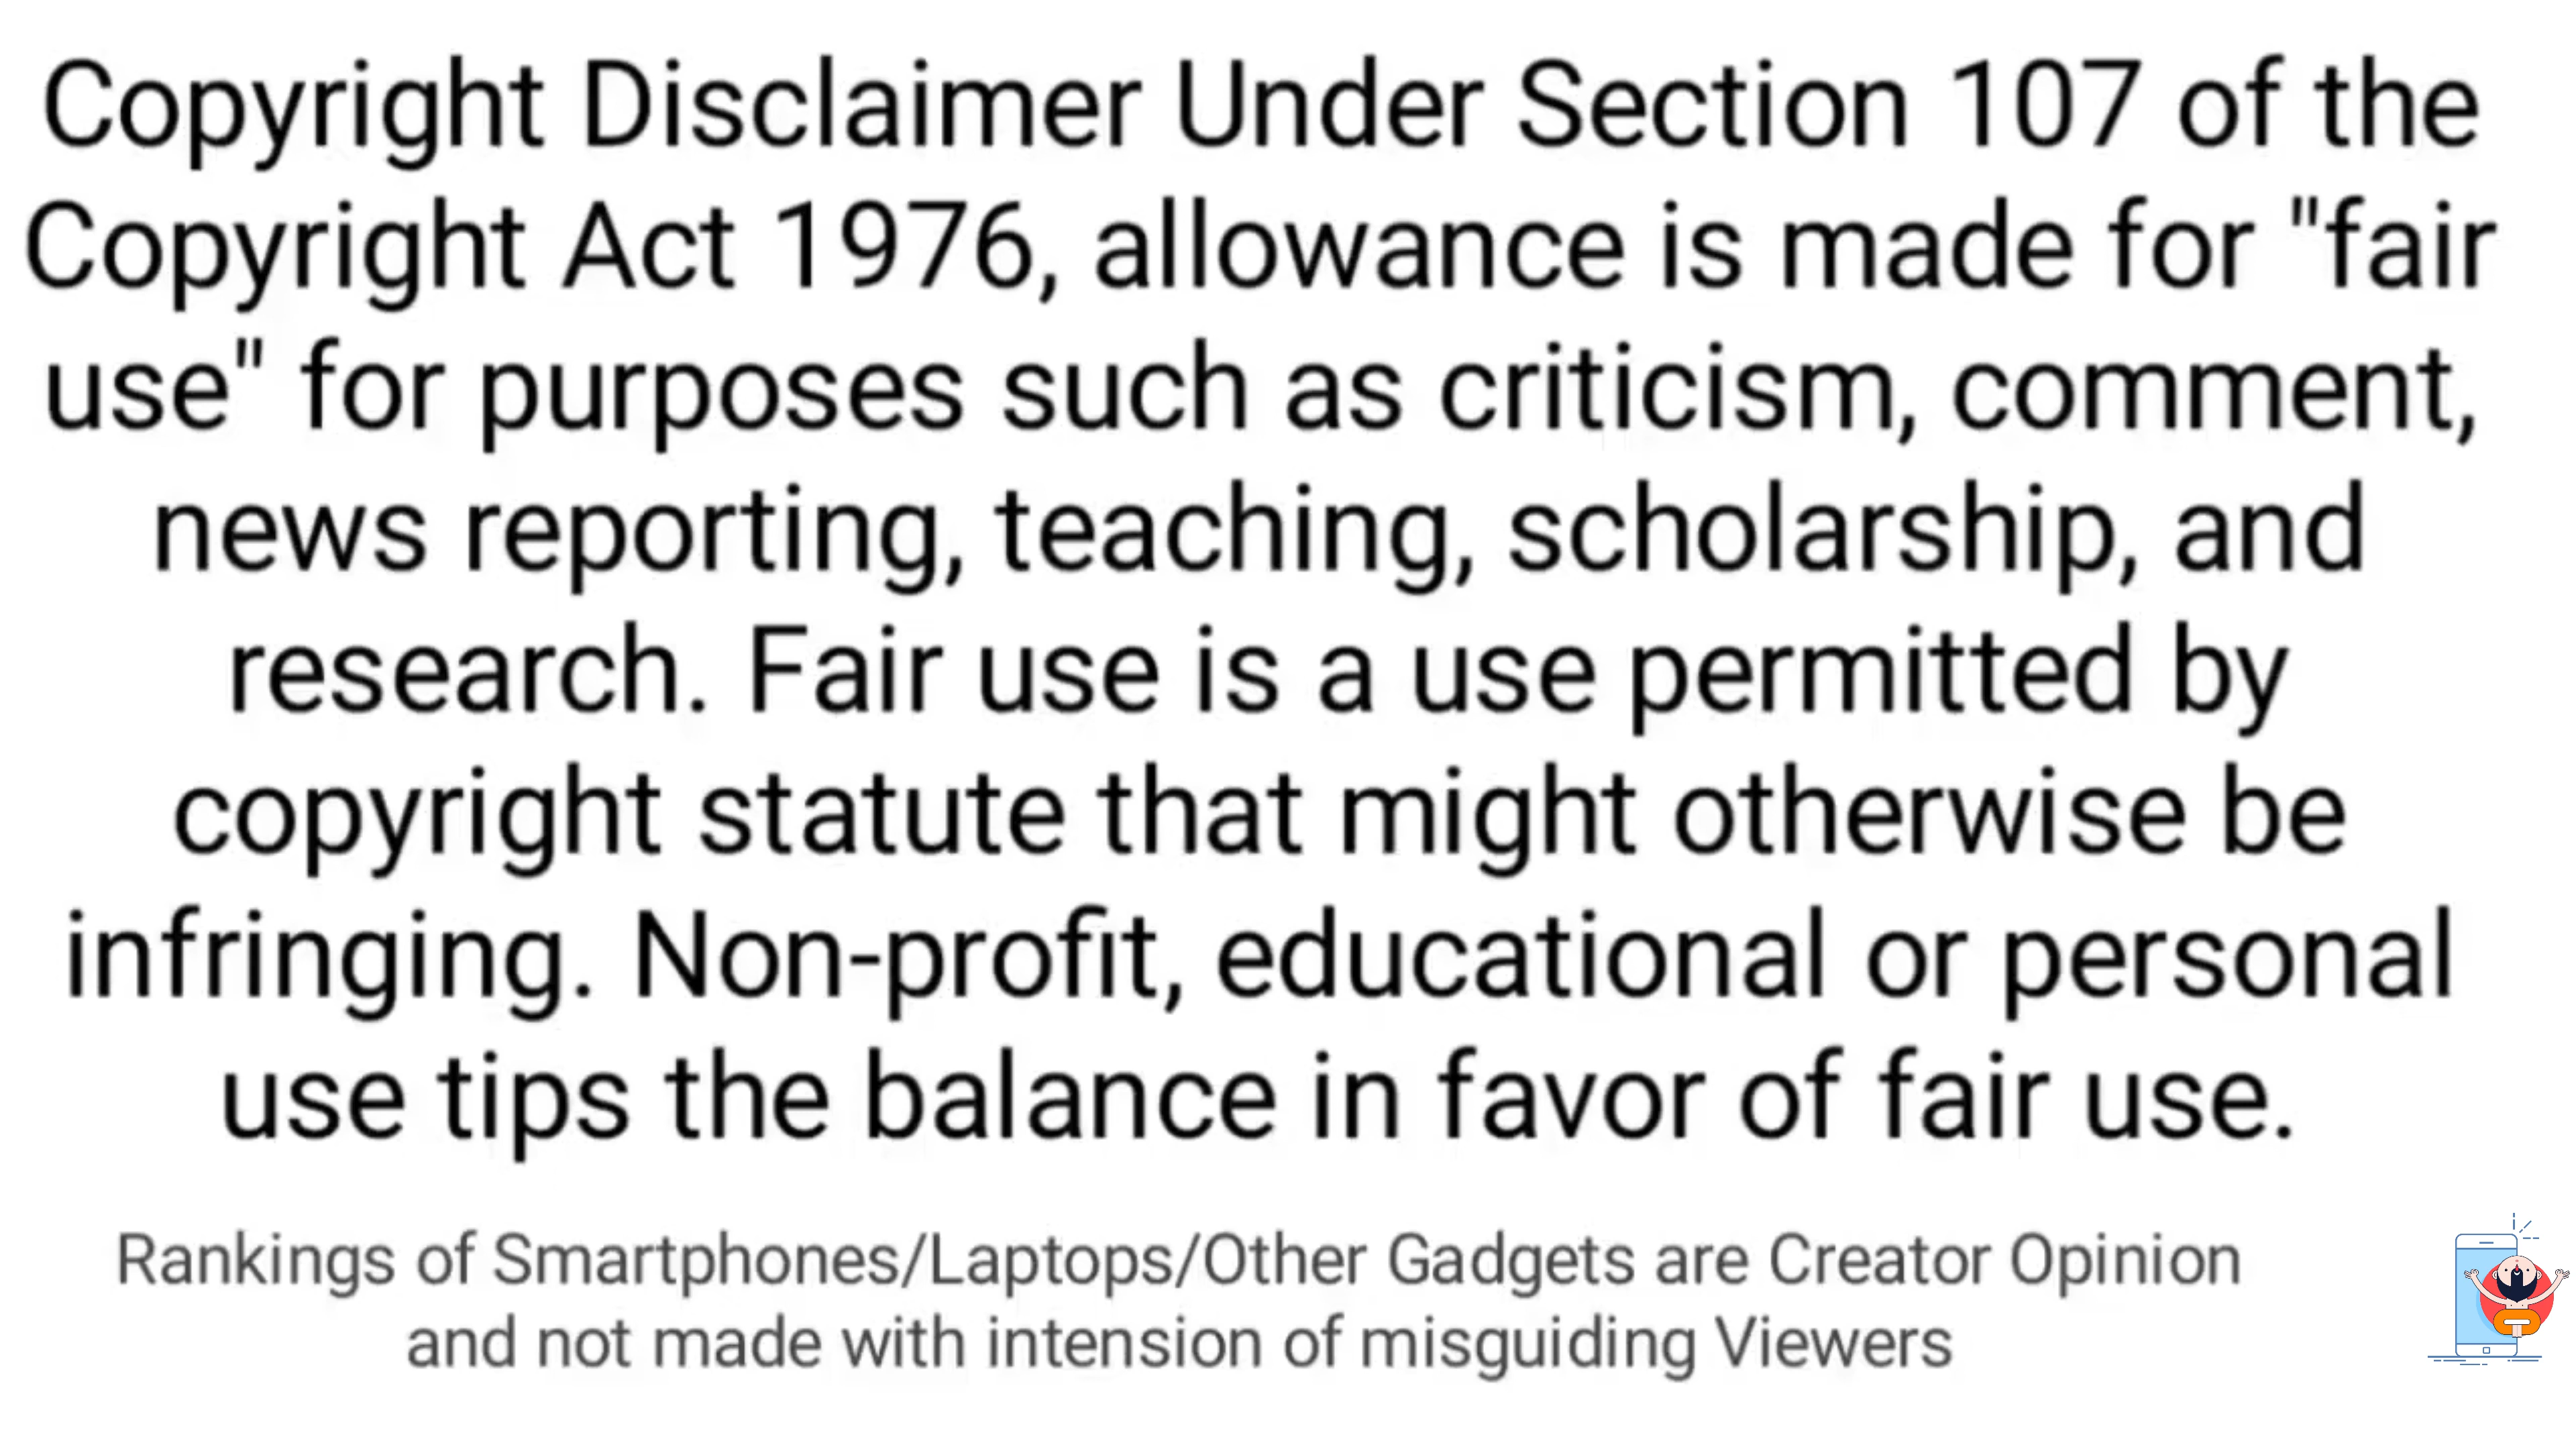 Copyright Disclaimer Under Section 107 of the
Copyright Act 1976, allowance is made for "fair
use" for purposes such as criticism, comment,
news reporting, teaching, scholarship, and
research. Fair use is a use permitted by
copyright statute that might otherwise be
infringing. Non-profit, educational or personal
use tips the balance in favor of fair use.
Rankings of Smartphones/Laptops/Other Gadgets are Creator Opinion
and not made with intension of misguiding Viewers